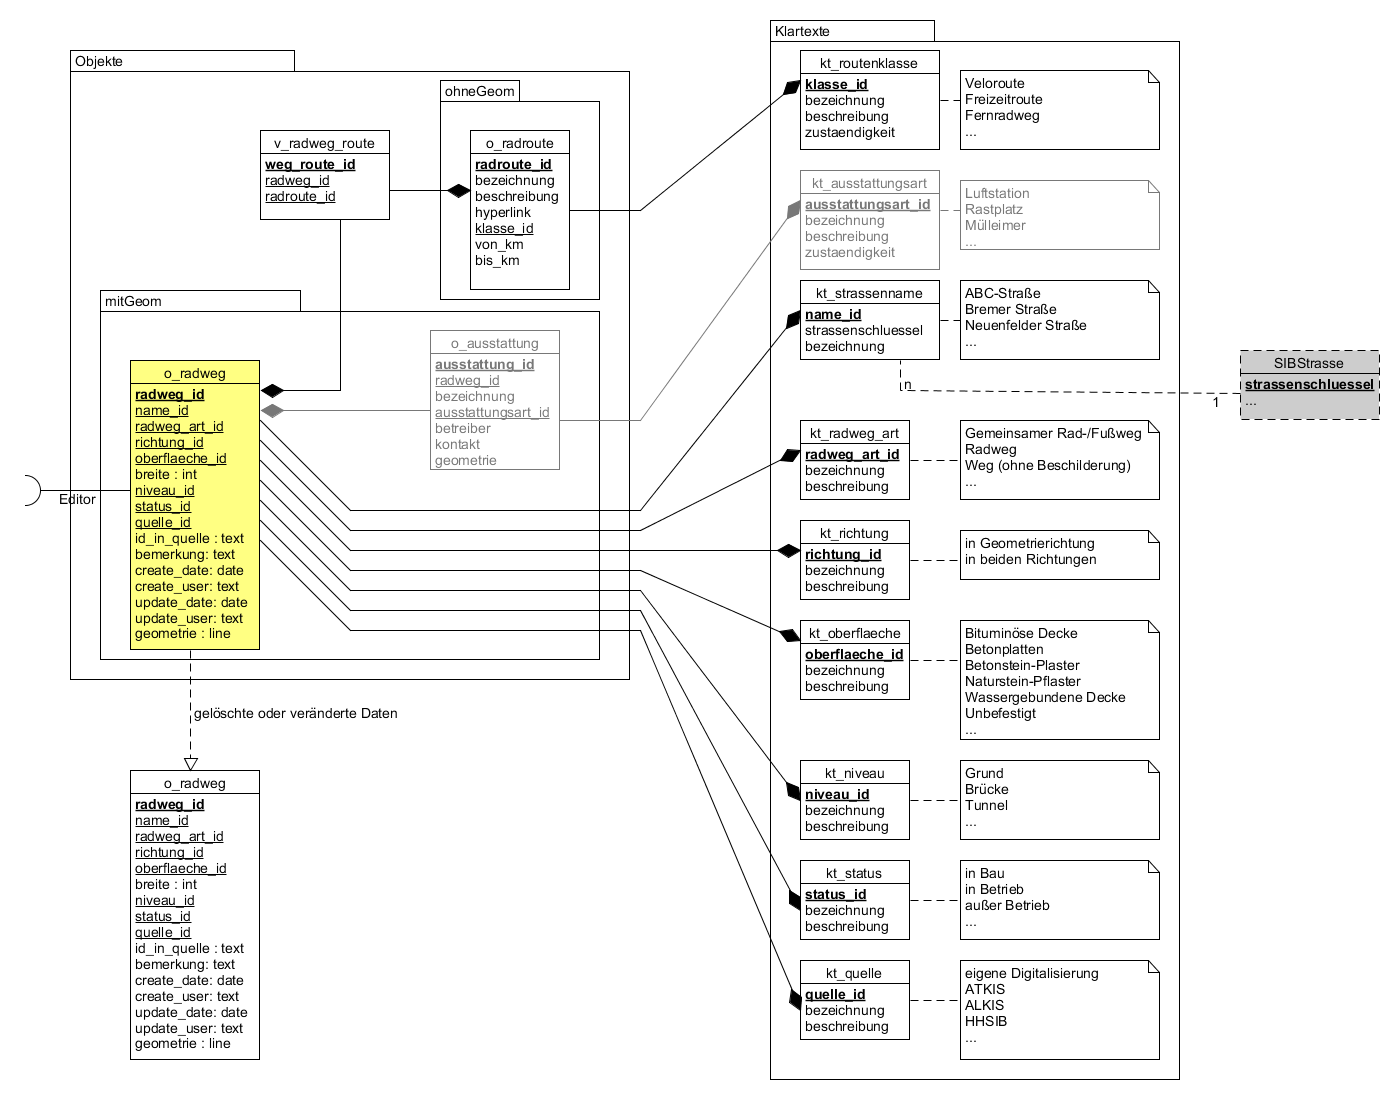 Objekte
ohneGeom
v_radweg_route
weg_route_id
radweg_id
radroute_id
o_radroute
radroute_id
bezeichnung
beschreibung
hyperlink
klasse_id
von_km
bis_km
mitGeom
o_radweg
radweg_id
name_id
radweg_art_id
richtung_id
oberflaeche_id
breite : int
niveau_id
status_id
quelle_id
id_in_quelle : text
bemerkung: text
create_date: date
create_user: text
update_date: date
update_user: text
geometrie : line
Editor
o_ausstattung
ausstattung_id
radweg_id
bezeichnung
ausstattungsart_id
betreiber
kontakt
geometrie
gelöschte oder veränderte Daten
o_radweg
radweg_id
name_id
radweg_art_id
richtung_id
oberflaeche_id
breite : int
niveau_id
status_id
quelle_id
id_in_quelle : text
bemerkung: text
create_date: date
create_user: text
update_date: date
update_user: text
geometrie : line
Klartexte
kt_routenklasse
klasse_id
bezeichnung
beschreibung
zustaendigkeit
Veloroute
Freizeitroute
Fernradweg
...
kt_ausstattungsart
ausstattungsart_id
bezeichnung
beschreibung
zustaendigkeit
Luftstation
Rastplatz
Mülleimer
...
kt_strassenname
name_id
strassenschluessel
bezeichnung
ABC-Straße
Bremer Straße
Neuenfelder Straße
...
n
1
SIBStrasse
strassenschluessel
...
kt_radweg_art
radweg_art_id
bezeichnung
beschreibung
Gemeinsamer Rad-/Fußweg
Radweg
Weg (ohne Beschilderung)
...
kt_richtung
richtung_id
bezeichnung
beschreibung
in Geometrierichtung
in beiden Richtungen
kt_oberflaeche
oberflaeche_id
bezeichnung
beschreibung
Bituminöse Decke
Betonplatten
Betonstein-Plaster
Naturstein-Pflaster
Wassergebundene Decke
Unbefestigt
...
kt_niveau
niveau_id
bezeichnung
beschreibung
Grund
Brücke
Tunnel
...
kt_status
status_id
bezeichnung
beschreibung
in Bau
in Betrieb
außer Betrieb
...
kt_quelle
quelle_id
bezeichnung
beschreibung
eigene Digitalisierung
ATKIS
ALKIS
HHSIB
...